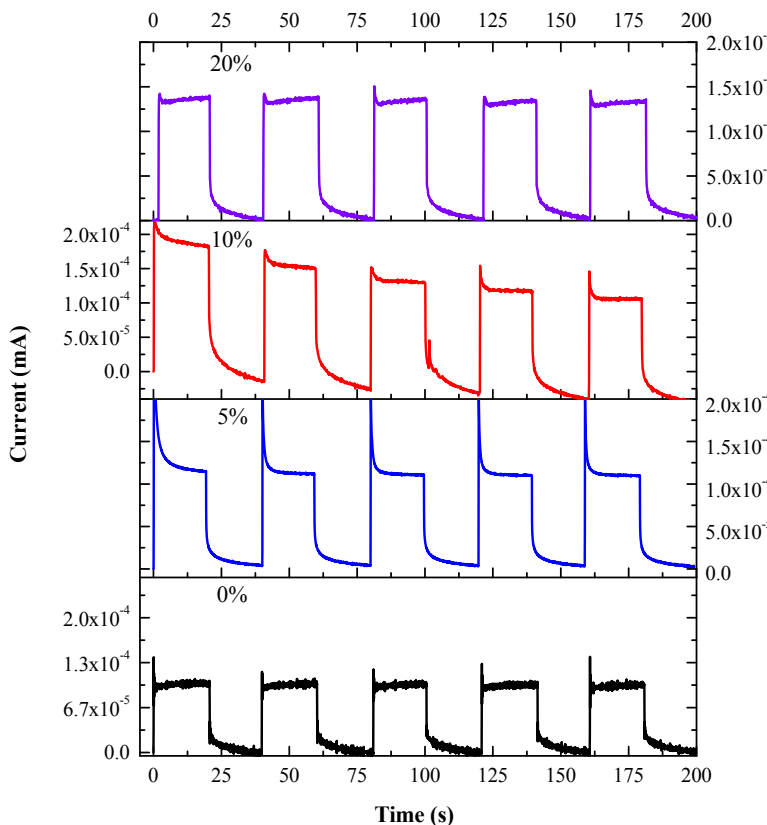 0 25 50 75 100 125 150 175 200
20%
2.0x10⁻
1.5x10⁻
1.0x10⁻
5.0x10⁻
0.0
10%
2.0x10⁻⁴
1.5x10⁻⁴
1.0x10⁻⁴
5.0x10⁻⁵
0.0
Current (mA)
5%
2.0x10⁻
1.5x10⁻
1.0x10⁻
5.0x10⁻
0.0
0%
2.0x10⁻⁴
1.3x10⁻⁴
6.7x10⁻⁵
0.0
0 25 50 75 100 125 150 175 200
Time (s)